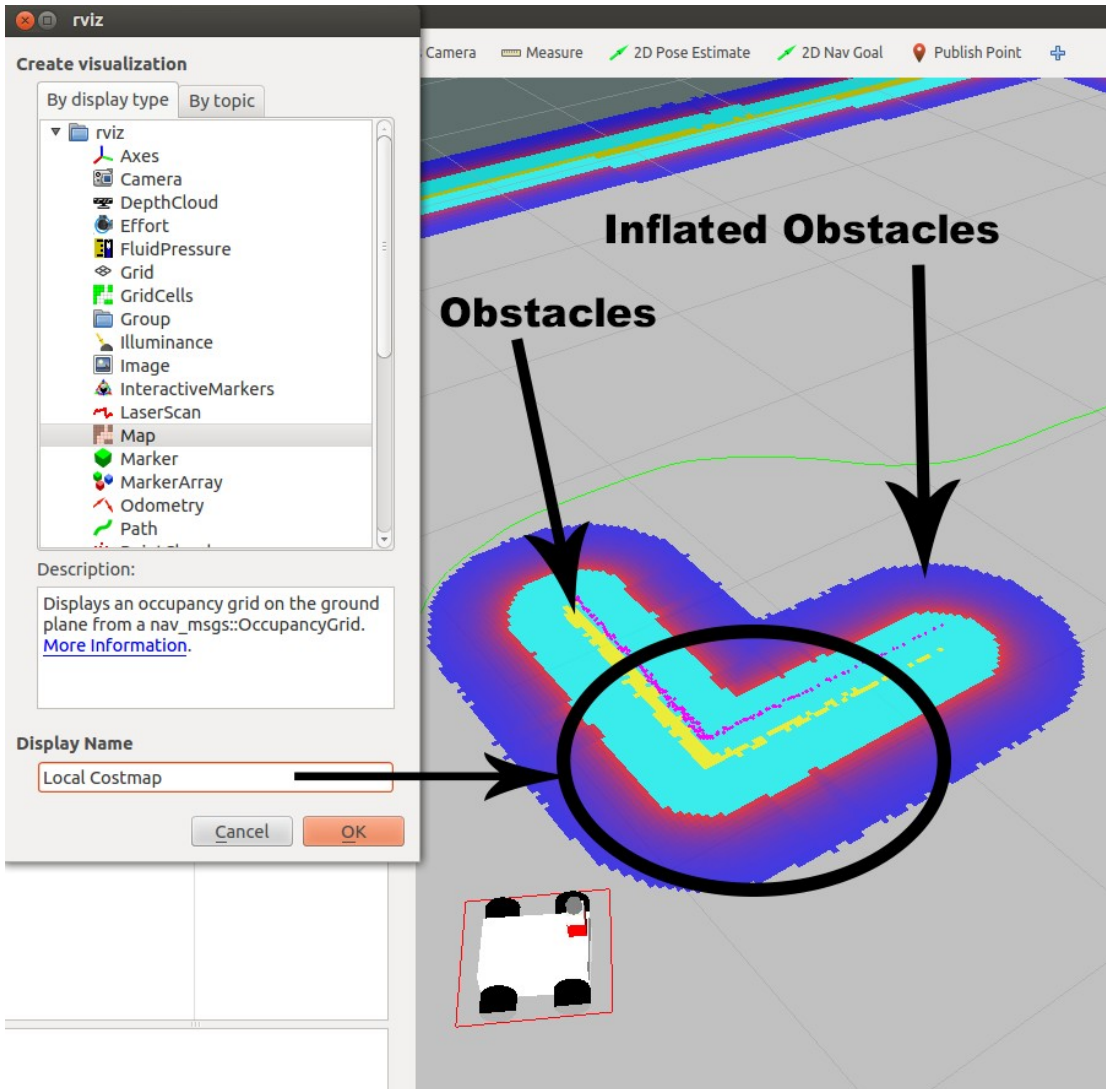 rviz
Create visualization
By display type
By topic
rviz
Axes
Camera
DepthCloud
Effort
FluidPressure
Grid
GridCells
Group
Illuminance
Image
InteractiveMarkers
LaserScan
Map
Marker
MarkerArray
Odometry
Path
Description:
Displays an occupancy grid on the ground
plane from a nav_msgs::OccupancyGrid.
More Information.
Display Name
Local Costmap
Cancel
OK
Camera
Measure
2D Pose Estimate
2D Nav Goal
Publish Point
Inflated Obstacles
Obstacles